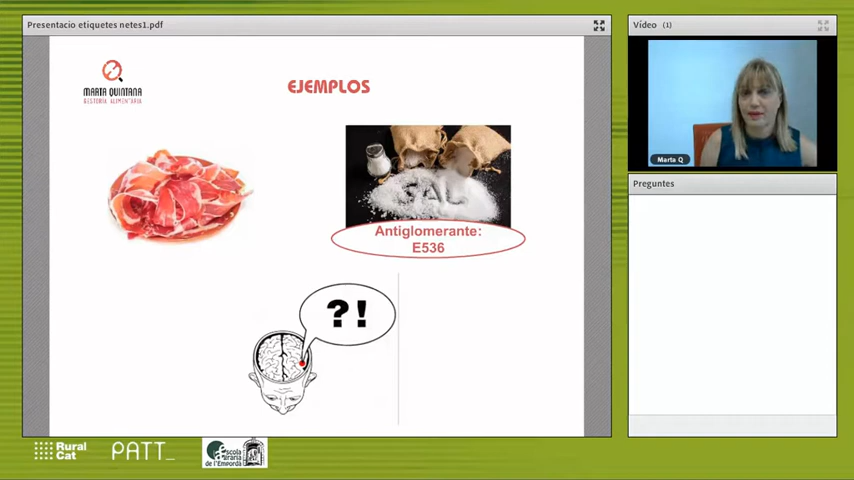 Presentacio etiquetes netes1.pdf
Vídeo (1)
MARTA QUINTANA
GESTORIA ALIMENTARIA
EJEMPLOS
SAL
Antiglomerante:
E536
?!
Marta Q
Preguntes
Rural
Cat
PATT_
escola
agrària
de l'Empordà